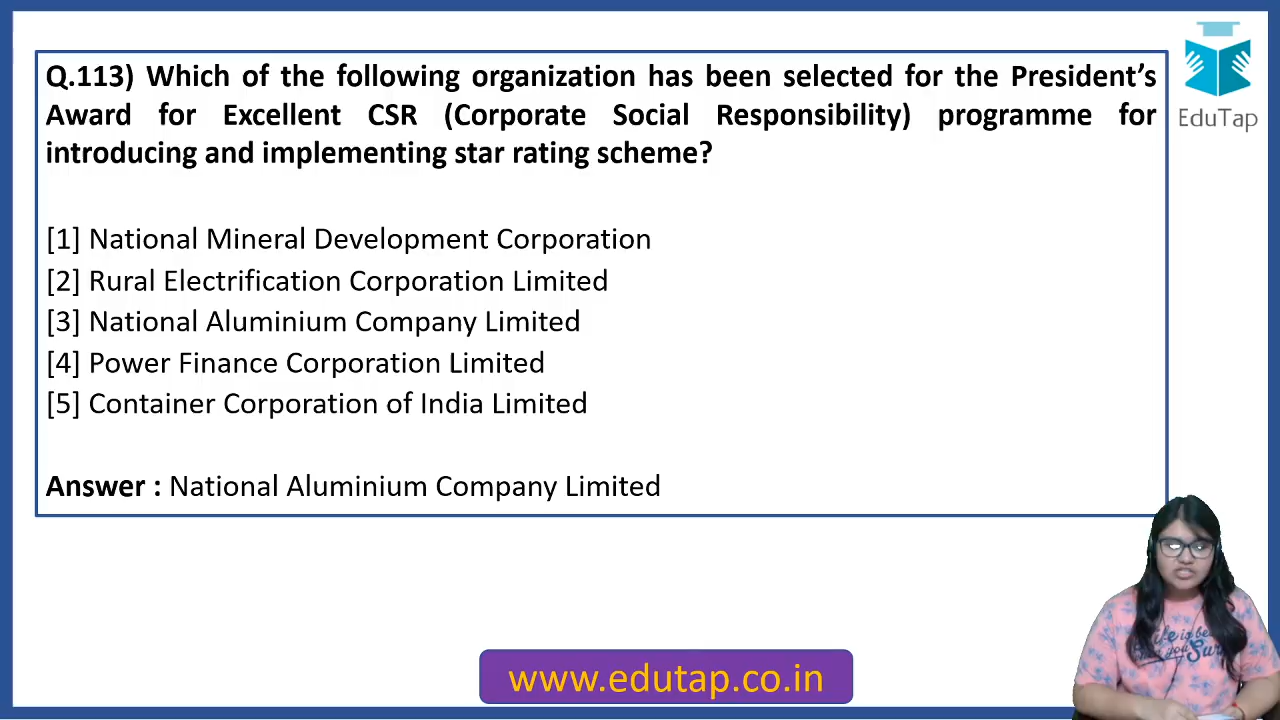 Q.113) Which of the following organization has been selected for the President's
Award for Excellent CSR (Corporate Social Responsibility) programme for
introducing and implementing star rating scheme?
[1] National Mineral Development Corporation
[2] Rural Electrification Corporation Limited
[3] National Aluminium Company Limited
[4] Power Finance Corporation Limited
[5] Container Corporation of India Limited
Answer : National Aluminium Company Limited
EduTap
www.edutap.co.in